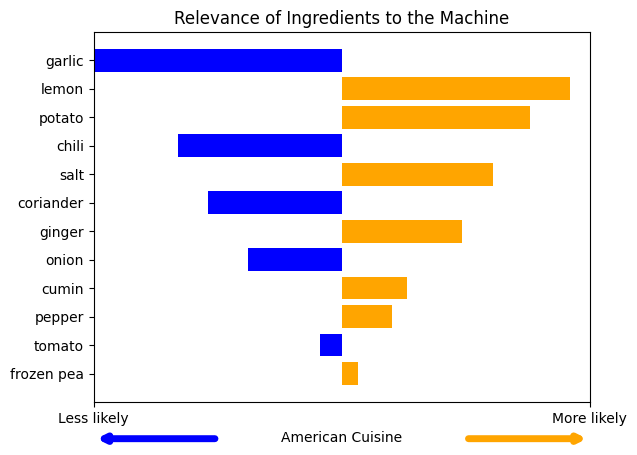 Relevance of Ingredients to the Machine
garlic
lemon
potato
chili
salt
coriander
ginger
onion
cumin
pepper
tomato
frozen pea
Less likely
More likely
American Cuisine